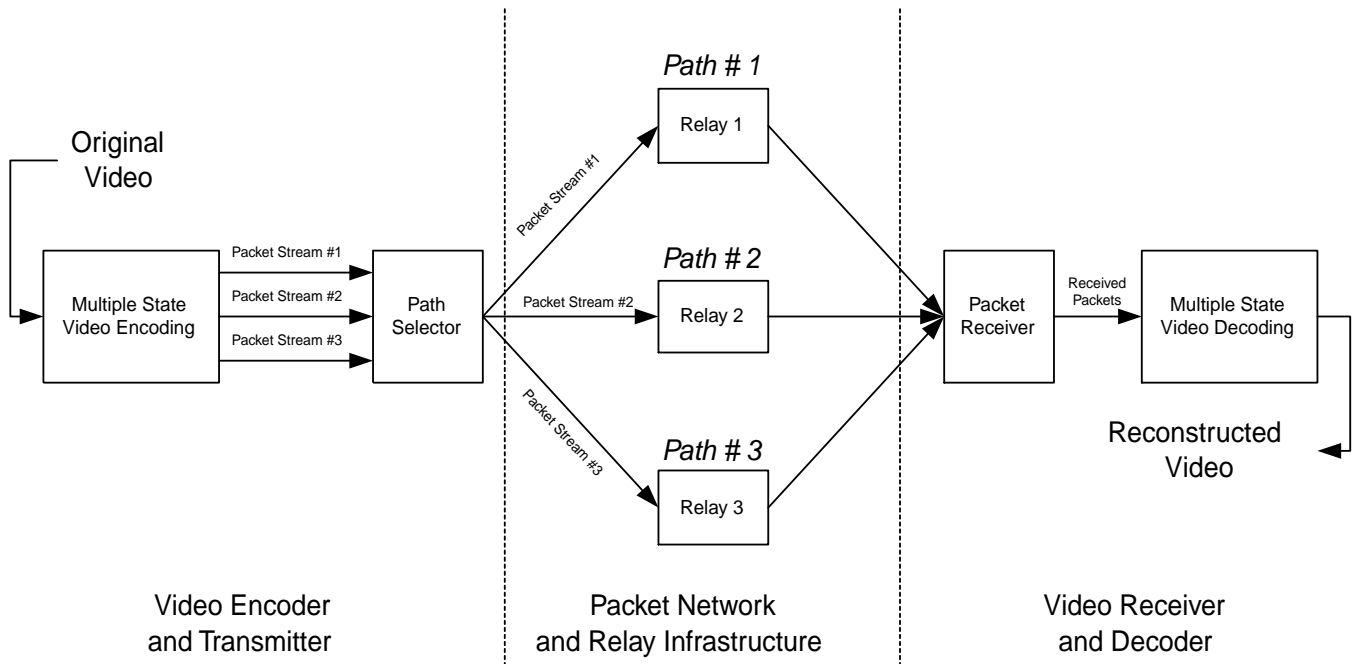 Original
Video
Multiple State
Video Encoding
Packet Stream #1
Packet Stream #2
Packet Stream #3
Path
Selector
Packet Stream #1
Packet Stream #2
Packet Stream #3
Path # 1
Relay 1
Path # 2
Relay 2
Path # 3
Relay 3
Packet
Receiver
Received
Packets
Multiple State
Video Decoding
Reconstructed
Video
Video Encoder
and Transmitter
Packet Network
and Relay Infrastructure
Video Receiver
and Decoder